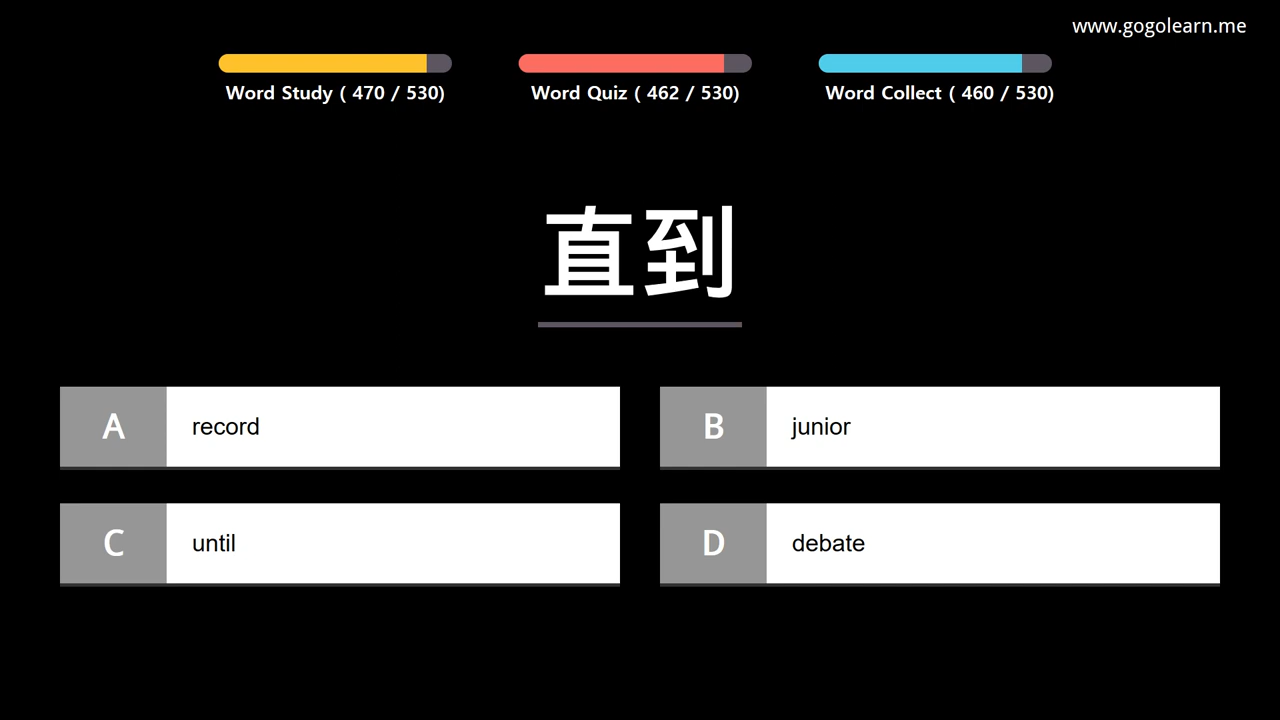 www.gogolearn.me
Word Study ( 470 / 530)
Word Quiz ( 462 / 530)
Word Collect ( 460 / 530)
直到
A record
B junior
C until
D debate